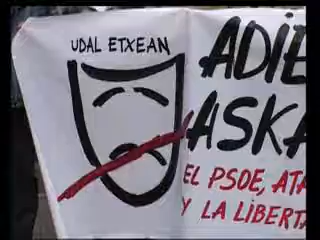 UDAL ETXEAN
ADIE
ASKA
EL PSOE, ATA
Y LA LIBERTA